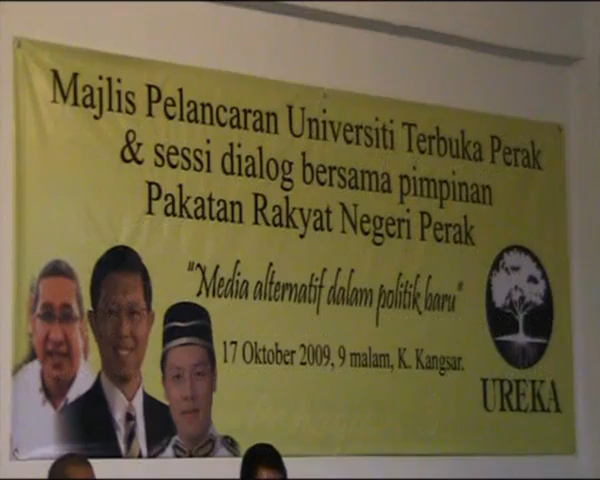 Majlis Pelancaran Universiti Terbuka Perak
& sessi dialog bersama pimpinan
Pakatan Rakyat Negeri Perak
"Media alternatif dalam politik baru"
17 Oktober 2009, 9 malam, K. Kangsar.
UREKA